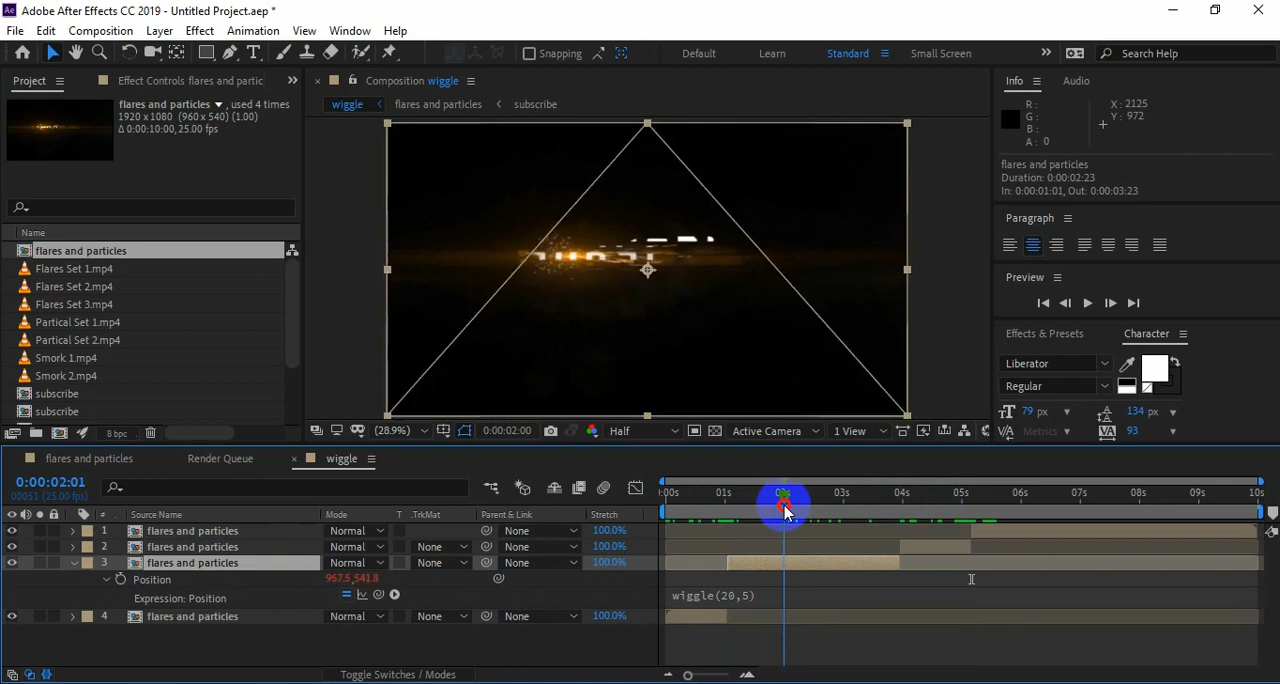 Adobe After Effects CC 2019 - Untitled Project.aep *
File Edit Composition Layer Effect Animation View Window Help
Snapping Default Learn Standard Small Screen Search Help
Project Effect Controls flares and partic
flares and particles, used 4 times
1920 x 1080 (960 x 540) (1.00)
Δ 0:00:10:00, 25.00 fps
Name
flares and particles
Flares Set 1.mp4
Flares Set 2.mp4
Flares Set 3.mp4
Partical Set 1.mp4
Partical Set 2.mp4
Smork 1.mp4
Smork 2.mp4
subscribe
subscribe
8 bpc
Composition wiggle
wiggle flares and particles subscribe
(28.9%) 0:00:02:00 Half Active Camera 1 View
Info Audio
R: X: 2125
G: Y: 972
B:
A: 0
flares and particles
Duration: 0:00:02:23
In: 0:00:01:01, Out: 0:00:03:23
Paragraph
Preview
Effects & Presets Character
Liberator
Regular
79 px 134 px
Metrics 93
flares and particles Render Queue wiggle
0:00:02:01
00051 (25.00 fps)
:00s 01s 02s 03s 04s 05s 06s 07s 08s 09s 10s
# Source Name Mode T .TrkMat Parent & Link Stretch
1 flares and particles Normal None 100.0%
2 flares and particles Normal None None 100.0%
3 flares and particles Normal None None 100.0%
Position 967.5,541.8
Expression: Position wiggle(20,5)
4 flares and particles Normal None None 100.0%
Toggle Switches / Modes